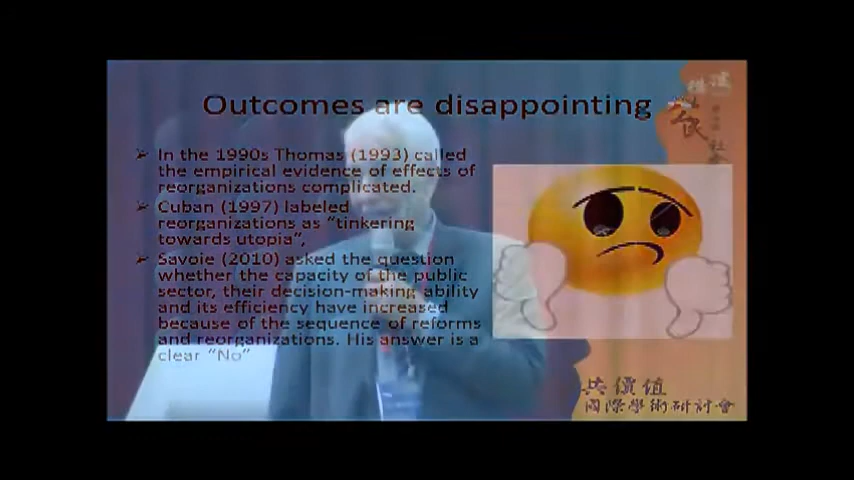 Outcomes are disappointing
In the 1990s Thomas (1993) called
the empirical evidence of effects of
reorganizations complicated.
Cuban (1997) labeled
reorganizations as "tinkering
towards utopia",
Savoie (2010) asked the question
whether the capacity of the public
sector, their decision-making ability
and its efficiency have increased
because of the sequence of reforms
and reorganizations. His answer is a
clear "No"
社會
共價值
國際學術研討會